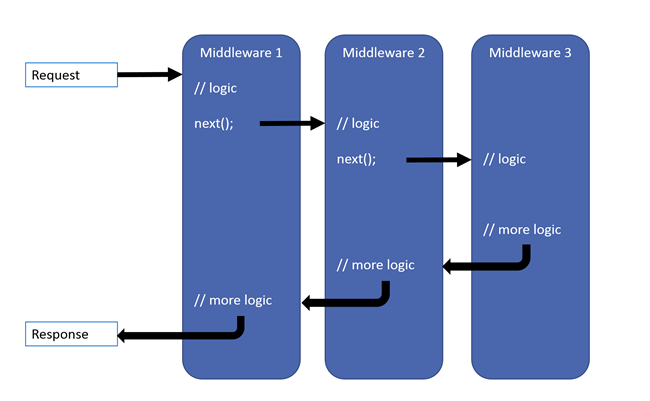 Middleware 1
Middleware 2
Middleware 3
Request
// logic
next();
// logic
next();
// logic
// more logic
// more logic
// more logic
Response